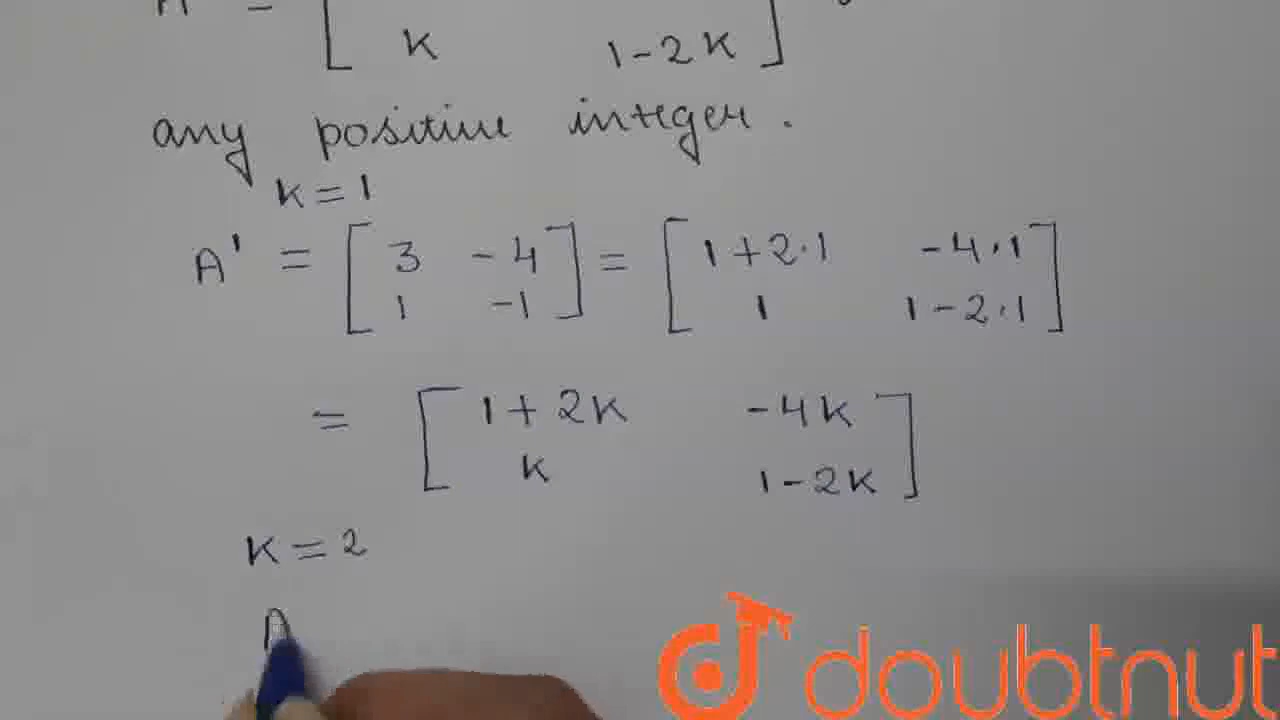 A =
K 1-2K
any positive integer.
K=1
A' = [ 3 -4 ] = [ 1+2·1 -4·1 ]
1 -1 1 1-2·1
= [ 1+2K -4K ]
K 1-2K
K=2
A
doubtnut